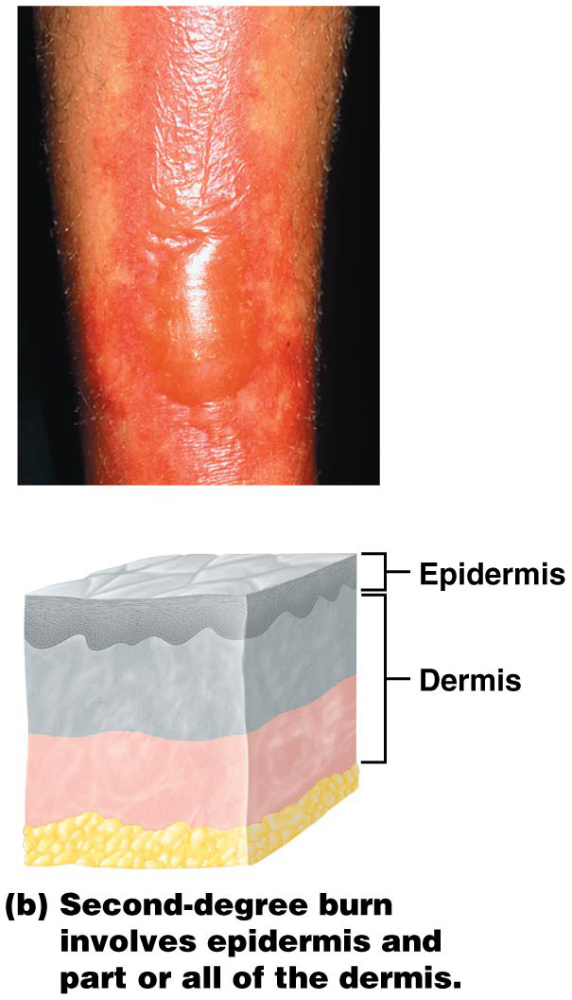 Epidermis
Dermis
(b) Second-degree burn
involves epidermis and
part or all of the dermis.